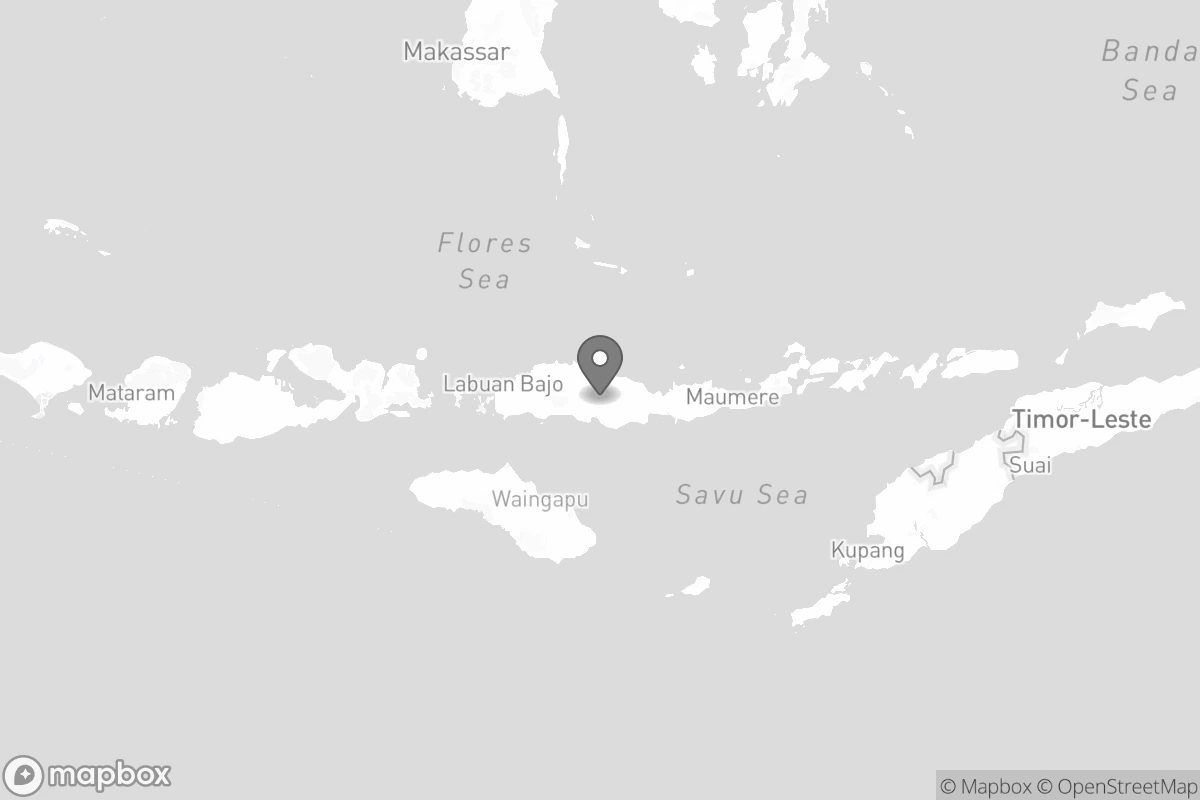 Makassar
Banda
Sea
Flores
Sea
Labuan Bajo
Mataram
Maumere
Timor-Leste
Suai
Waingapu
Savu Sea
Kupang
mapbox
© Mapbox © OpenStreetMap